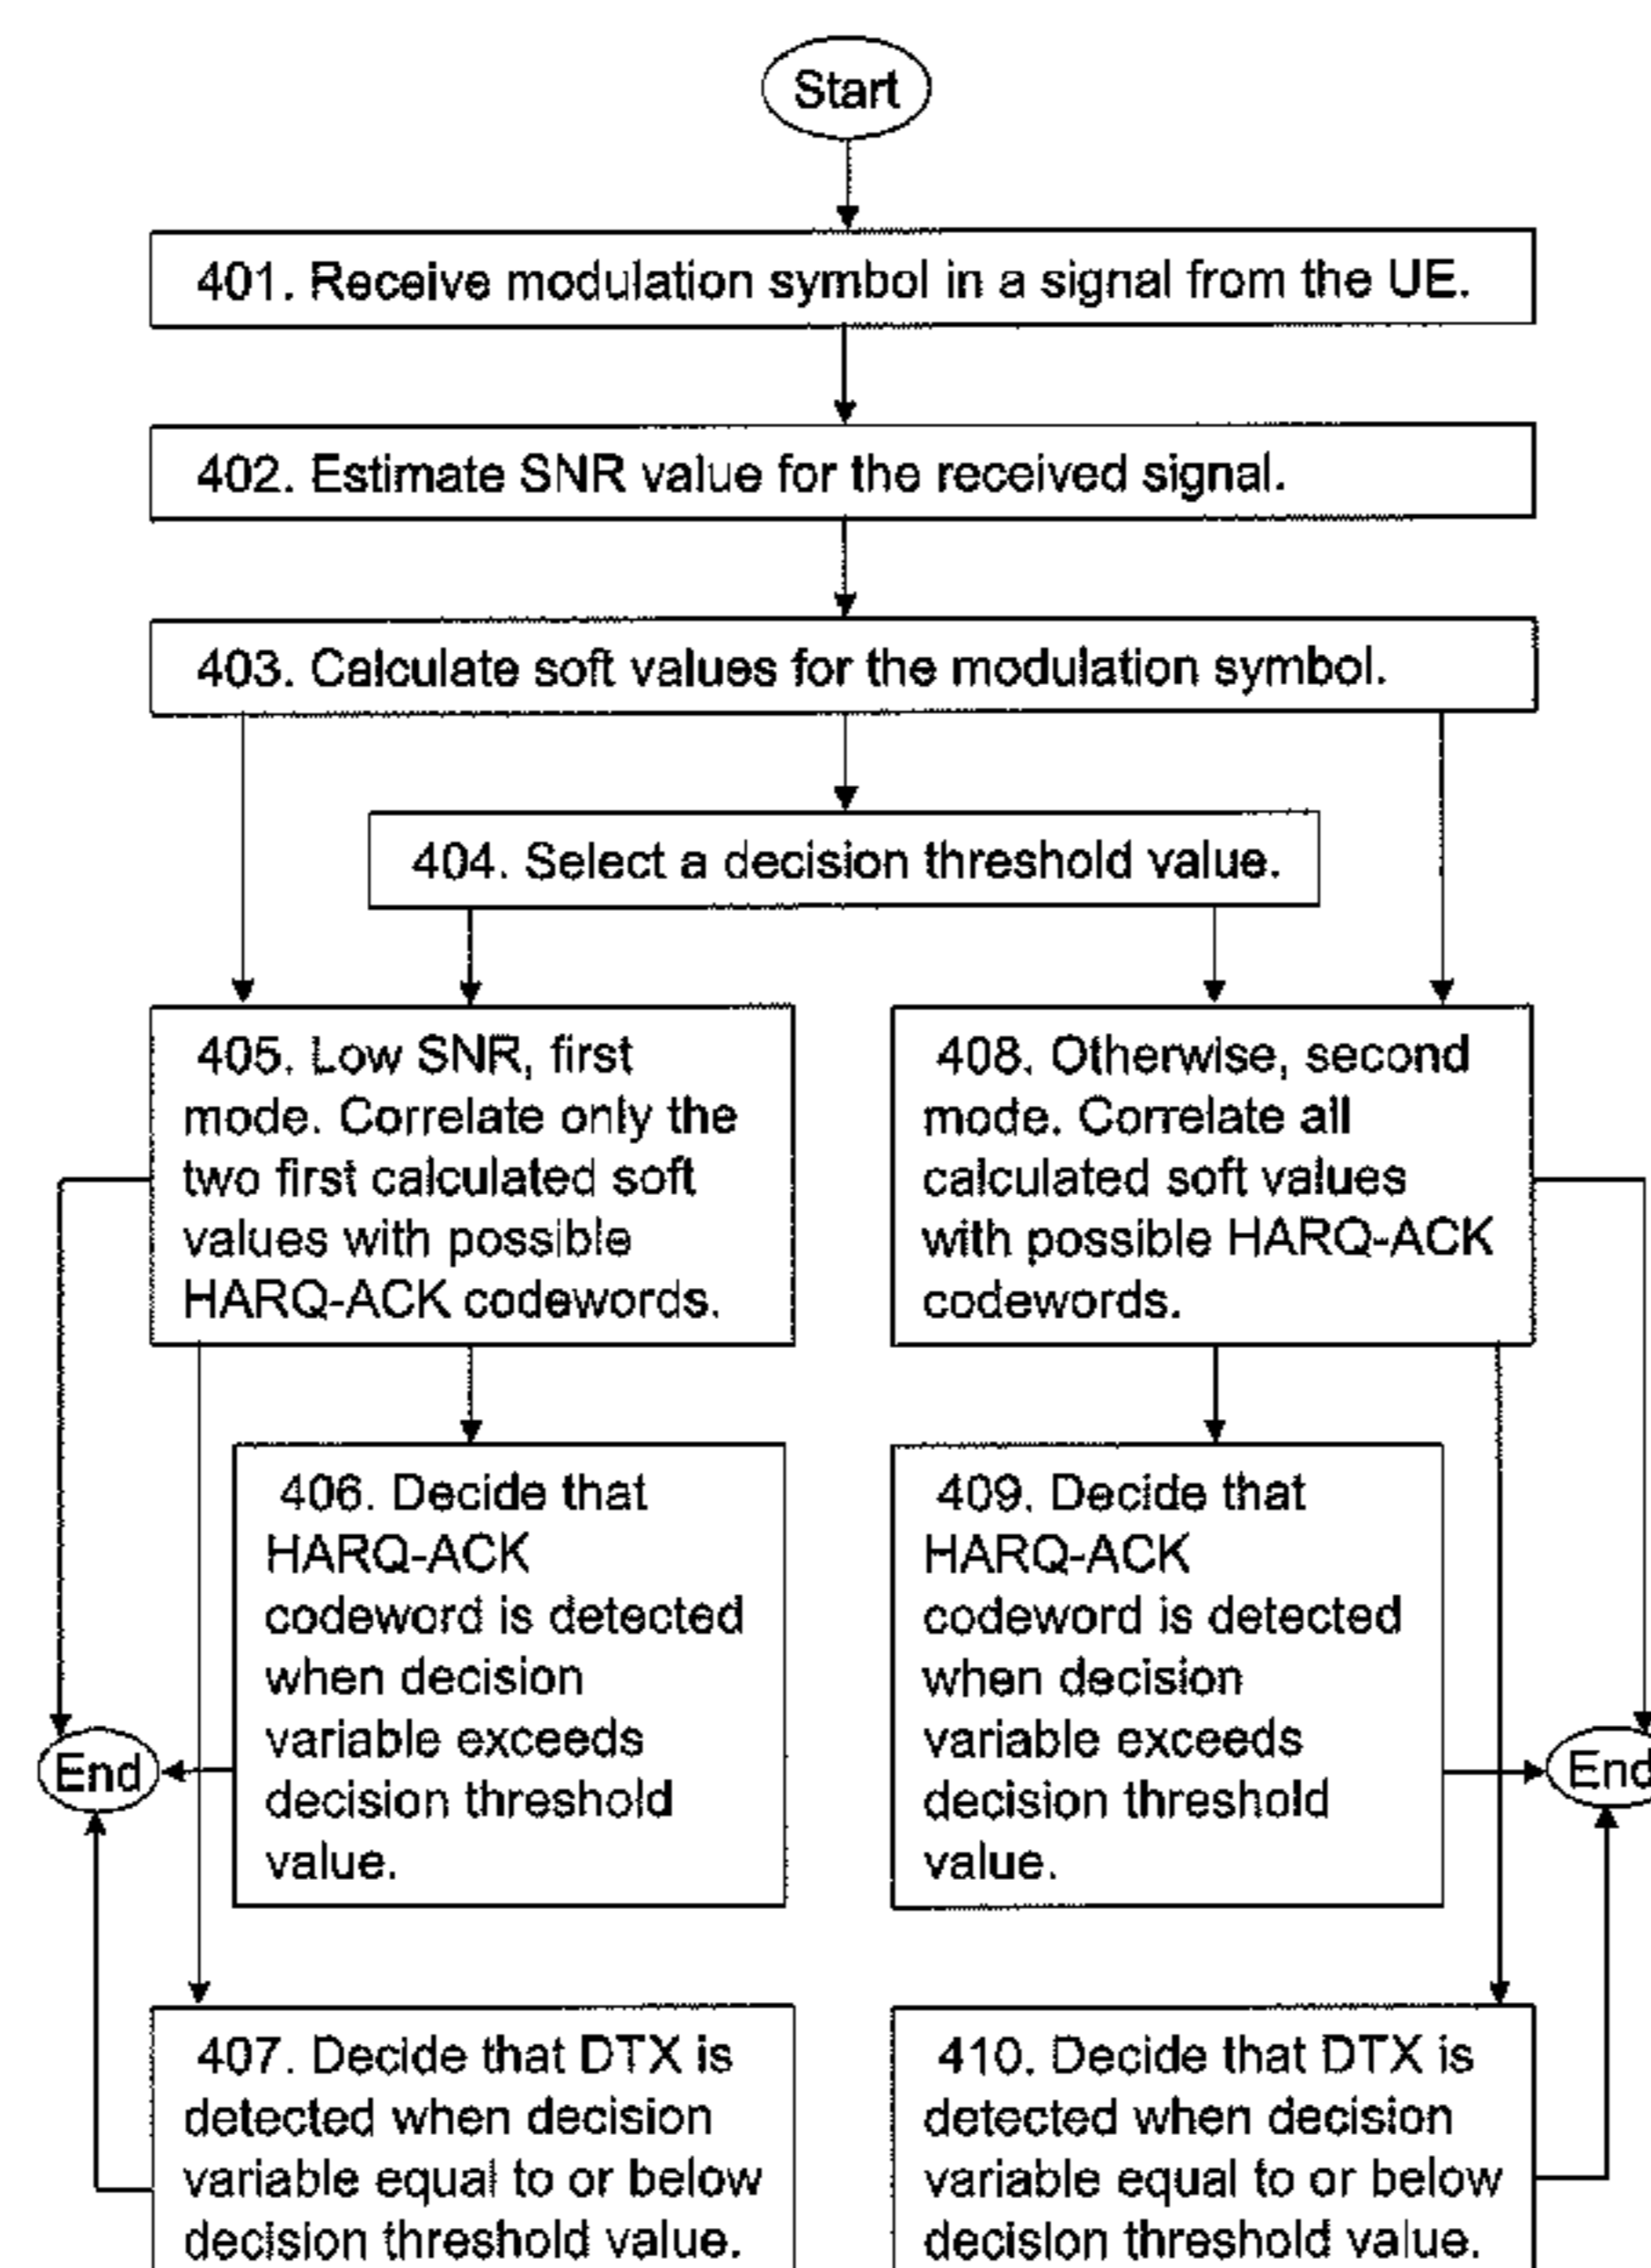 Start
401. Receive modulation symbol in a signal from the UE.
402. Estimate SNR value for the received signal.
403. Calculate soft values for the modulation symbol.
404. Select a decision threshold value.
405. Low SNR, first
mode. Correlate only the
two first calculated soft
values with possible
HARQ-ACK codewords.
408. Otherwise, second
mode. Correlate all
calculated soft values
with possible HARQ-ACK
codewords.
406. Decide that
HARQ-ACK
codeword is detected
when decision
variable exceeds
decision threshold
value.
409. Decide that
HARQ-ACK
codeword is detected
when decision
variable exceeds
decision threshold
value.
End
End
407. Decide that DTX is
detected when decision
variable equal to or below
decision threshold value.
410. Decide that DTX is
detected when decision
variable equal to or below
decision threshold value.